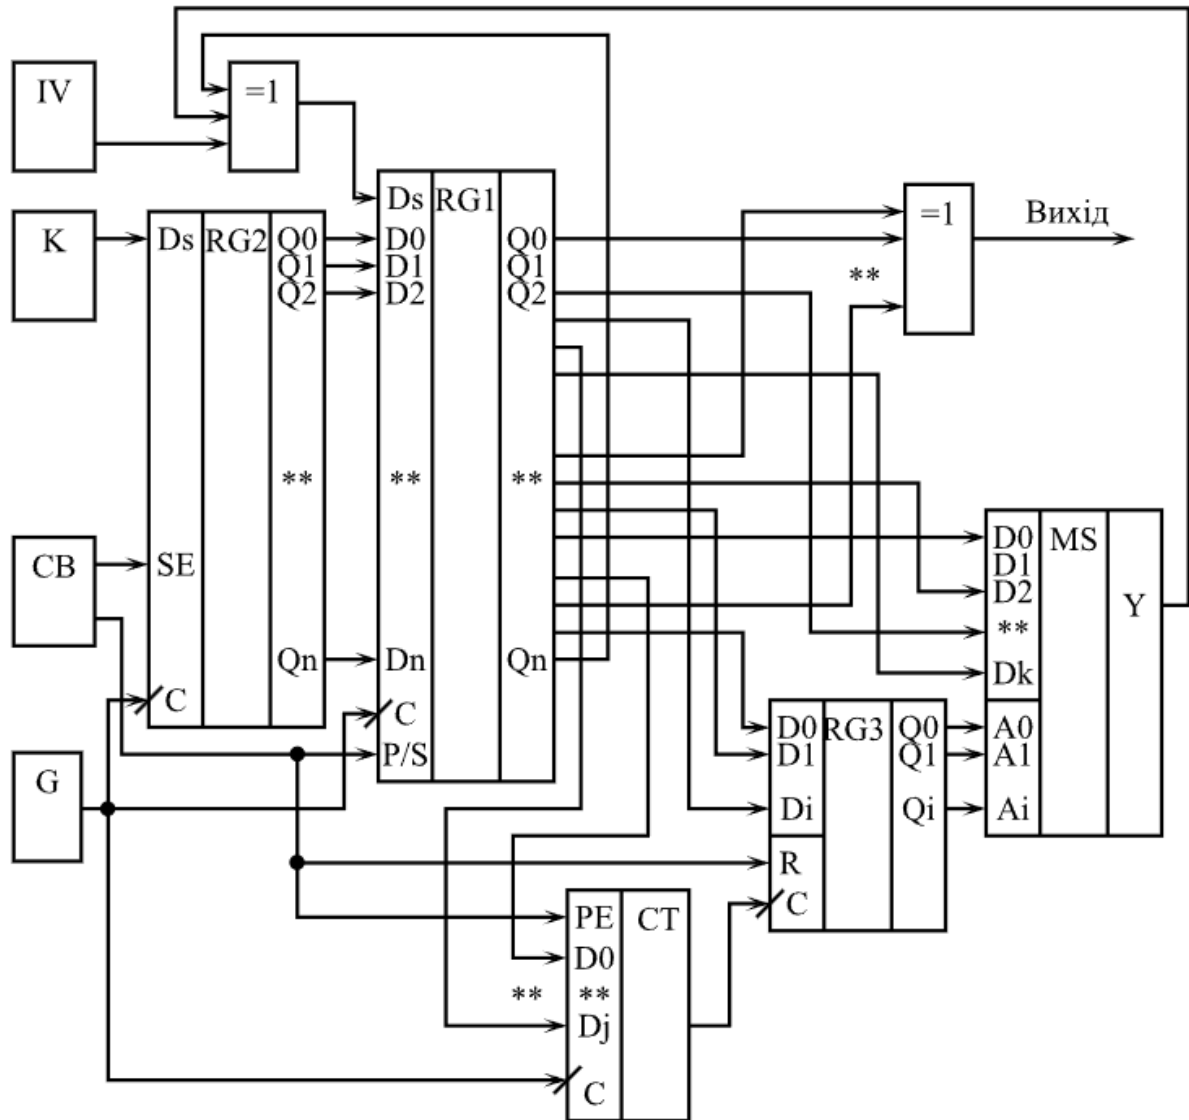 IV
=1
K
Ds
RG2
Q0
Q1
Q2
**
SE
Qn
C
CB
G
Ds
RG1
D0
D1
D2
**
Dn
C
P/S
Q0
Q1
Q2
**
Qn
=1
**
Вихід
D0
D1
D2
**
Dk
A0
A1
Ai
MS
Y
D0
D1
Di
R
C
RG3
Q0
Q1
Qi
PE
D0
**
**
Dj
C
CT